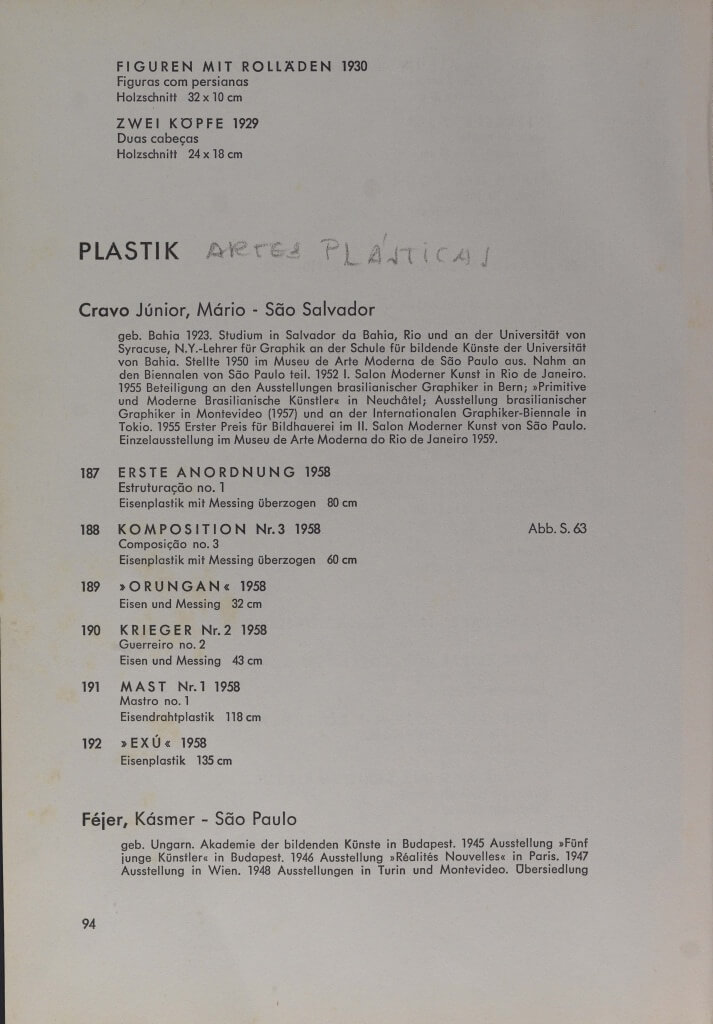 FIGUREN MIT ROLLÄDEN 1930
Figuras com persianas
Holzschnitt 32 x 10 cm
ZWEI KÖPFE 1929
Duas cabeças
Holzschnitt 24 x 18 cm
PLASTIK ARTES PLÁSTICAS
Cravo Júnior, Mário - São Salvador
geb. Bahia 1923. Studium in Salvador da Bahia, Rio und an der Universität von
Syracuse, N.Y.-Lehrer für Graphik an der Schule für bildende Künste der Universität
von Bahia. Stellte 1950 im Museu de Arte Moderna de São Paulo aus. Nahm an
den Biennalen von São Paulo teil. 1952 I. Salon Moderner Kunst in Rio de Janeiro.
1955 Beteiligung an den Ausstellungen brasilianischer Graphiker in Bern; »Primitive
und Moderne Brasilianische Künstler« in Neuchâtel; Ausstellung brasilianischer
Graphiker in Montevideo (1957) und an der Internationalen Graphiker-Biennale in
Tokio. 1955 Erster Preis für Bildhauerei im II. Salon Moderner Kunst von São Paulo.
Einzelausstellung im Museu de Arte Moderna do Rio de Janeiro 1959.
187 ERSTE ANORDNUNG 1958
Estruturação no. 1
Eisenplastik mit Messing überzogen 80 cm
188 KOMPOSITION Nr. 3 1958 Abb. S. 63
Composição no. 3
Eisenplastik mit Messing überzogen 60 cm
189 »ORUNGAN« 1958
Eisen und Messing 32 cm
190 KRIEGER Nr. 2 1958
Guerreiro no. 2
Eisen und Messing 43 cm
191 MAST Nr. 1 1958
Mastro no. 1
Eisendrahtplastik 118 cm
192 »EXÚ« 1958
Eisenplastik 135 cm
Féjer, Kásmer - São Paulo
geb. Ungarn. Akademie der bildenden Künste in Budapest. 1945 Ausstellung »Fünf
junge Künstler« in Budapest. 1946 Ausstellung »Réalités Nouvelles« in Paris. 1947
Ausstellung in Wien. 1948 Ausstellungen in Turin und Montevideo. Übersiedlung
94